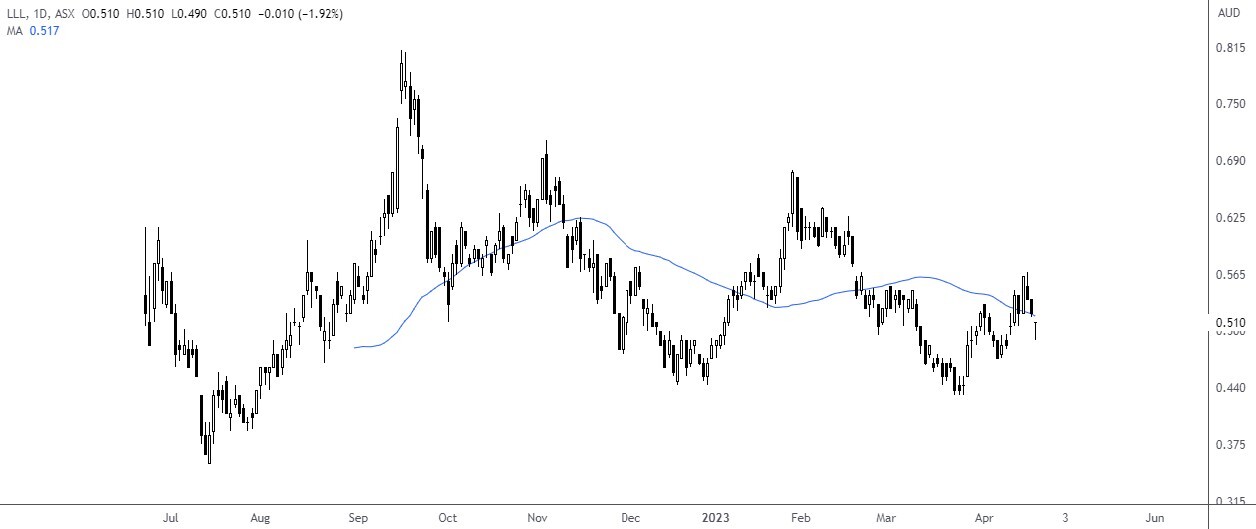 LLL, 1D, ASX O0.510 H0.510 L0.490 C0.510 −0.010 (−1.92%)
MA 0.517
AUD
0.815
0.750
0.690
0.625
0.565
0.510
0.500
0.440
0.375
0.315
Jul Aug Sep Oct Nov Dec 2023 Feb Mar Apr 3 Jun